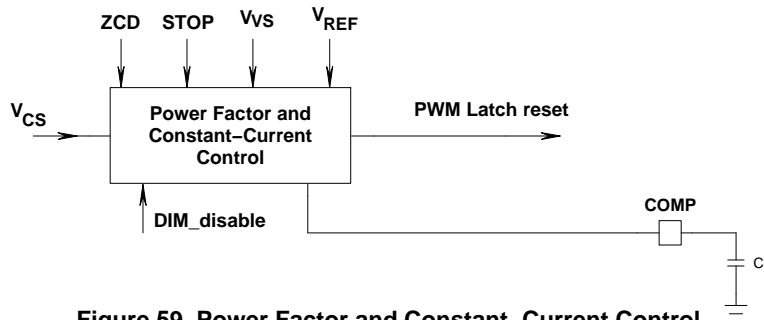 ZCD STOP VVS VREF
VCS
Power Factor and
Constant−Current
Control
PWM Latch reset
DIM_disable
COMP
C
Figure 59. Power Factor and Constant−Current Control